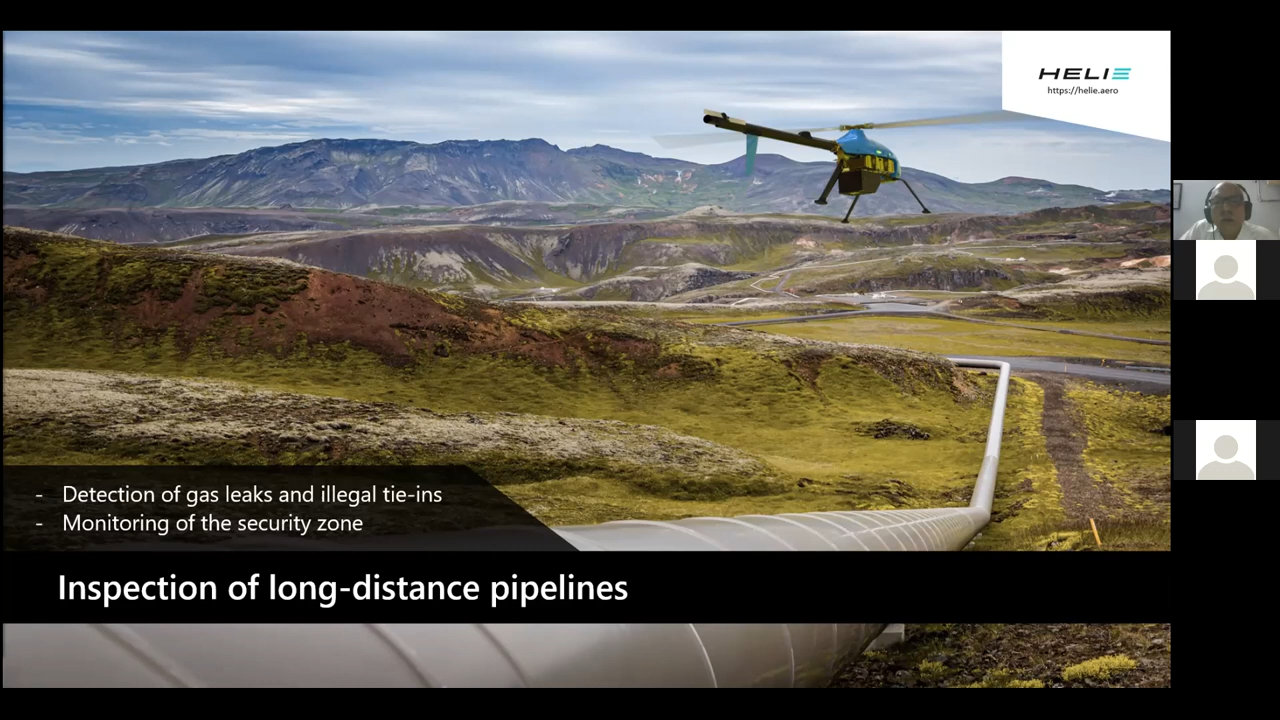 HELIE
https://helie.aero
- Detection of gas leaks and illegal tie-ins
- Monitoring of the security zone
Inspection of long-distance pipelines